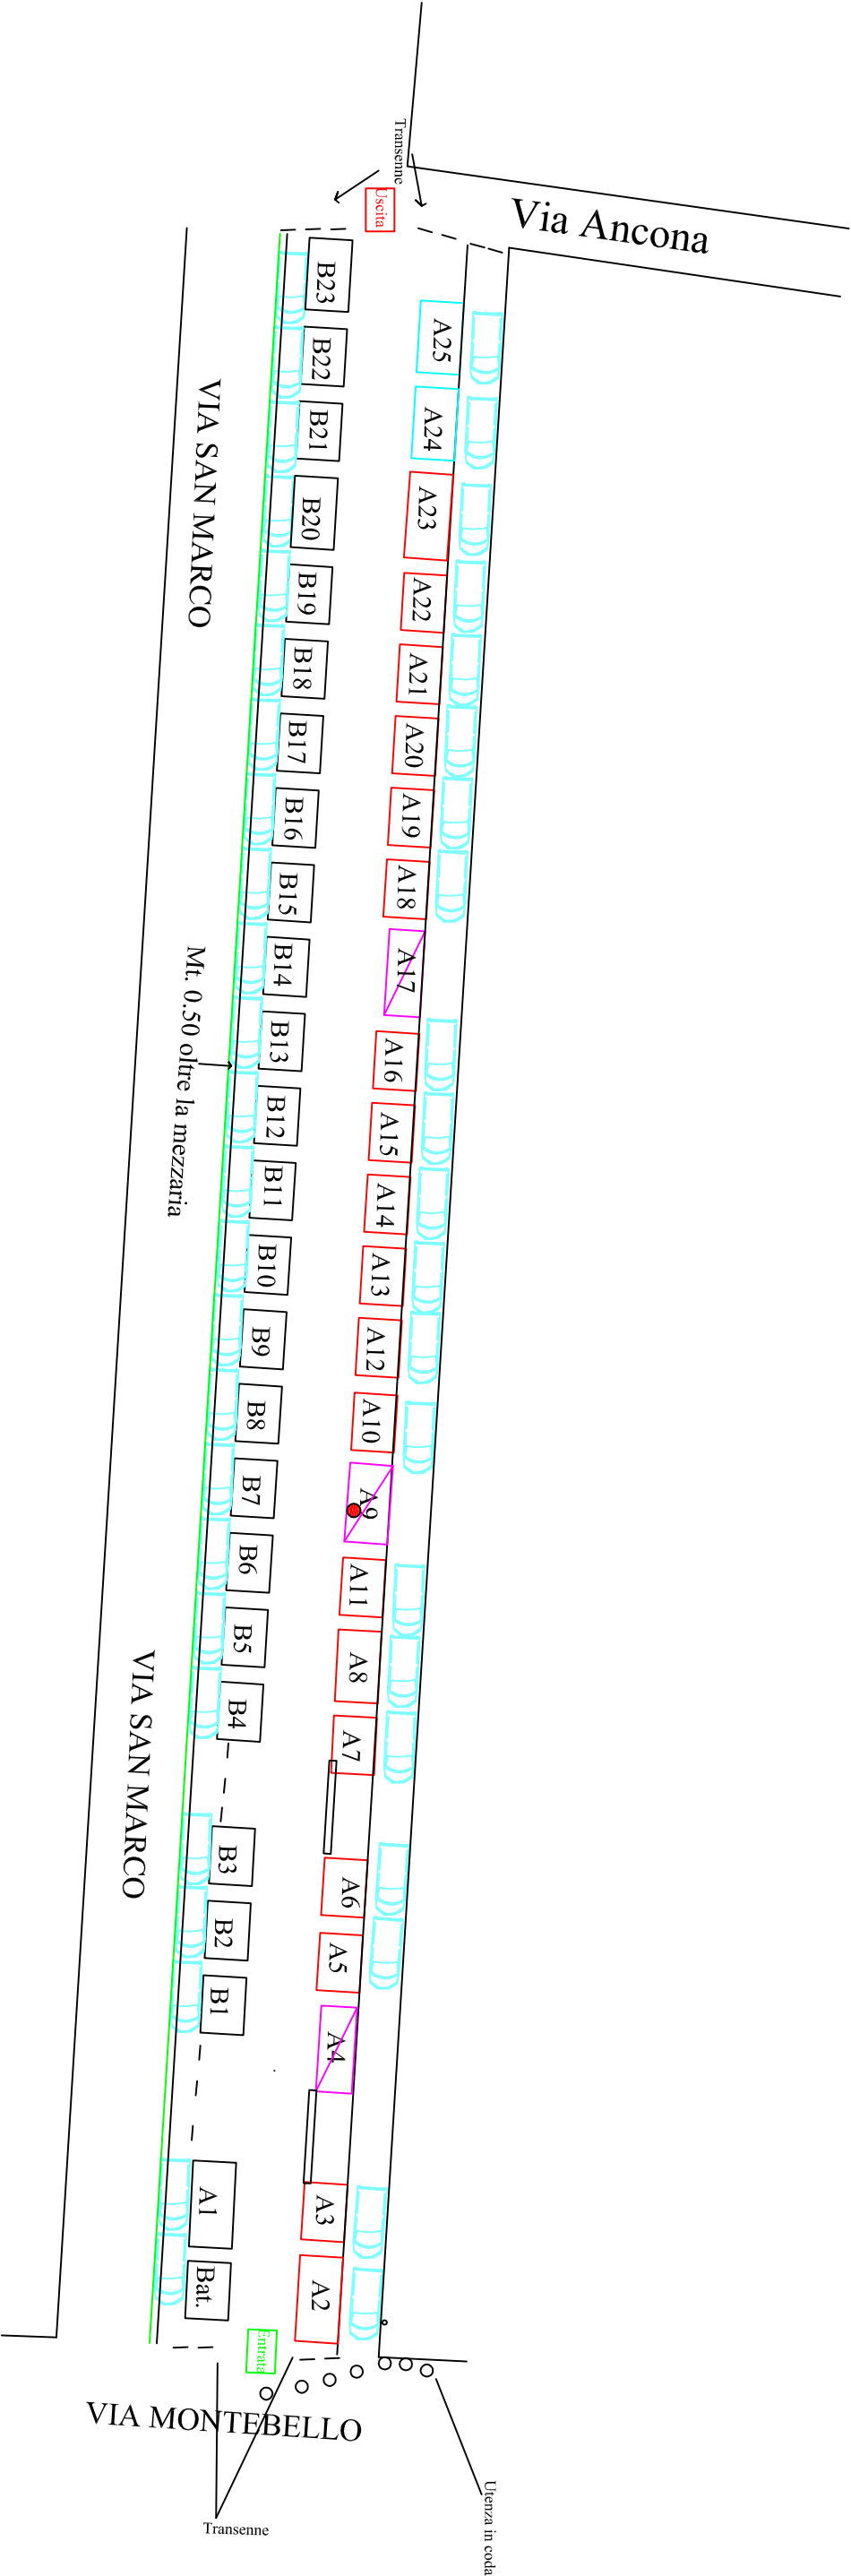 Transenne
Uscita
Via Ancona
B23
A25
B22
A24
B21
A23
VIA SAN MARCO
B20
B19
A22
B18
A21
B17
A20
B16
A19
B15
A18
B14
A17
Mt. 0.50 oltre la mezzaria
B13
A16
B12
A15
B11
A14
B10
A13
B9
A12
B8
A10
B7
A9
B6
A11
B5
A8
B4
A7
VIA SAN MARCO
B3
A6
B2
A5
B1
A4
A1
A3
Bat.
A2
Entrata
VIA MONTEBELLO
Utenza in coda
Transenne